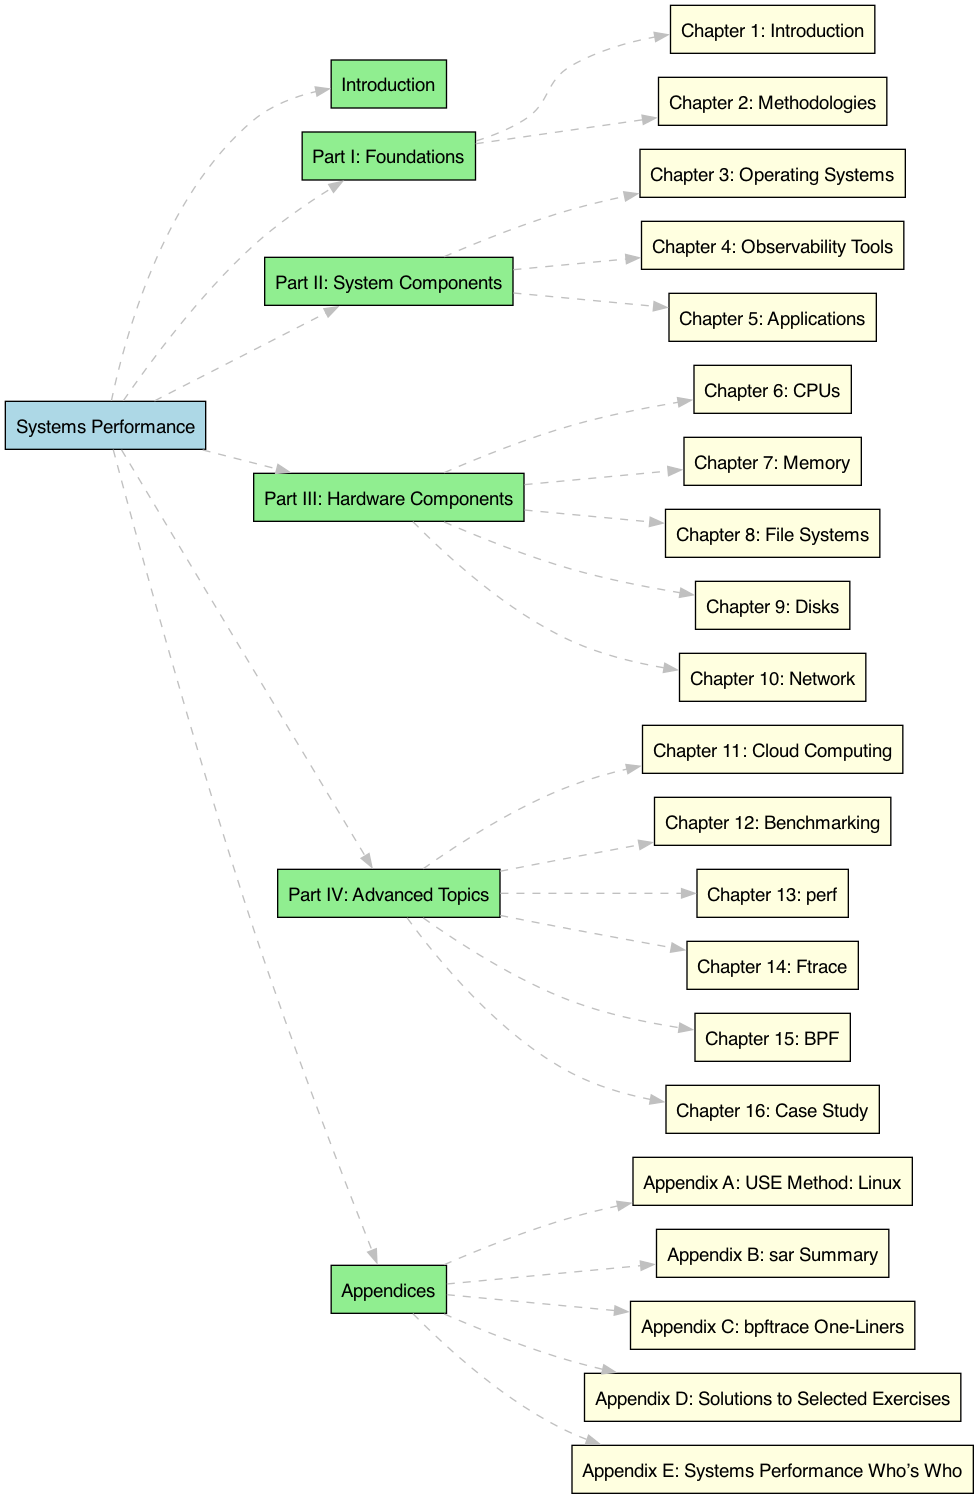 Systems Performance
Introduction
Part I: Foundations
Chapter 1: Introduction
Chapter 2: Methodologies
Part II: System Components
Chapter 3: Operating Systems
Chapter 4: Observability Tools
Chapter 5: Applications
Part III: Hardware Components
Chapter 6: CPUs
Chapter 7: Memory
Chapter 8: File Systems
Chapter 9: Disks
Chapter 10: Network
Part IV: Advanced Topics
Chapter 11: Cloud Computing
Chapter 12: Benchmarking
Chapter 13: perf
Chapter 14: Ftrace
Chapter 15: BPF
Chapter 16: Case Study
Appendices
Appendix A: USE Method: Linux
Appendix B: sar Summary
Appendix C: bpftrace One-Liners
Appendix D: Solutions to Selected Exercises
Appendix E: Systems Performance Who’s Who